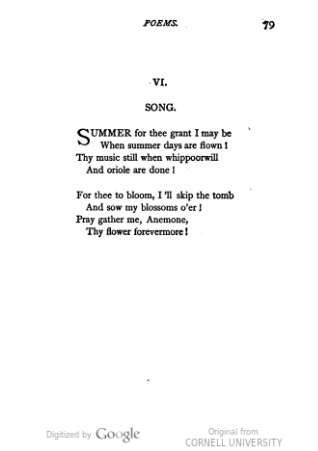 POEMS.
79
VI.
SONG.
SUMMER for thee grant I may be
When summer days are flown!
Thy music still when whippoorwill
And oriole are done!
For thee to bloom, I'll skip the tomb
And sow my blossoms o'er!
Pray gather me, Anemone,
Thy flower forevermore!
Digitized by Google
Original from
CORNELL UNIVERSITY